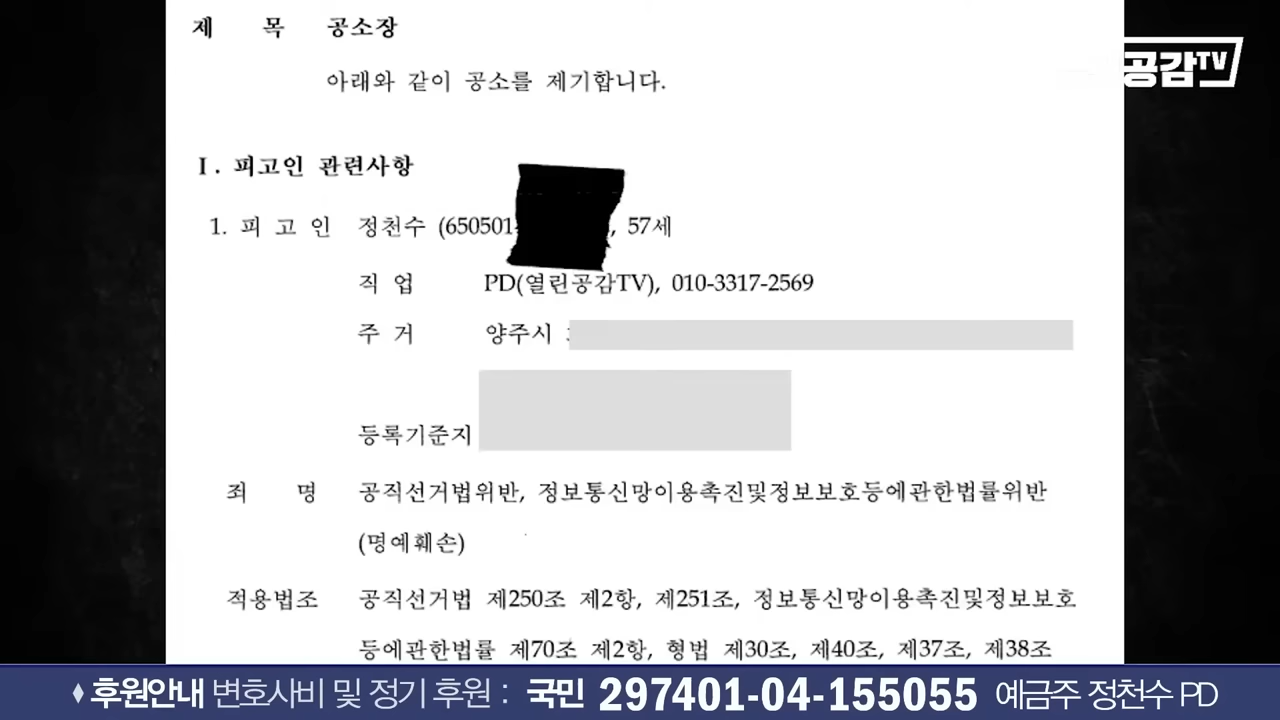 제 목 공소장
공감TV
아래와 같이 공소를 제기합니다.
I. 피고인 관련사항
1. 피 고 인 정천수 (650501- , 57세
직 업 PD(열린공감TV), 010-3317-2569
주 거 양주시
등록기준지
죄 명 공직선거법위반, 정보통신망이용촉진및정보보호등에관한법률위반
(명예훼손)
적용법조 공직선거법 제250조 제2항, 제251조, 정보통신망이용촉진및정보보호
등에관한법률 제70조 제2항, 형법 제30조, 제40조, 제37조, 제38조
♦ 후원안내 변호사비 및 정기 후원 : 국민 297401-04-155055 예금주 정천수 PD